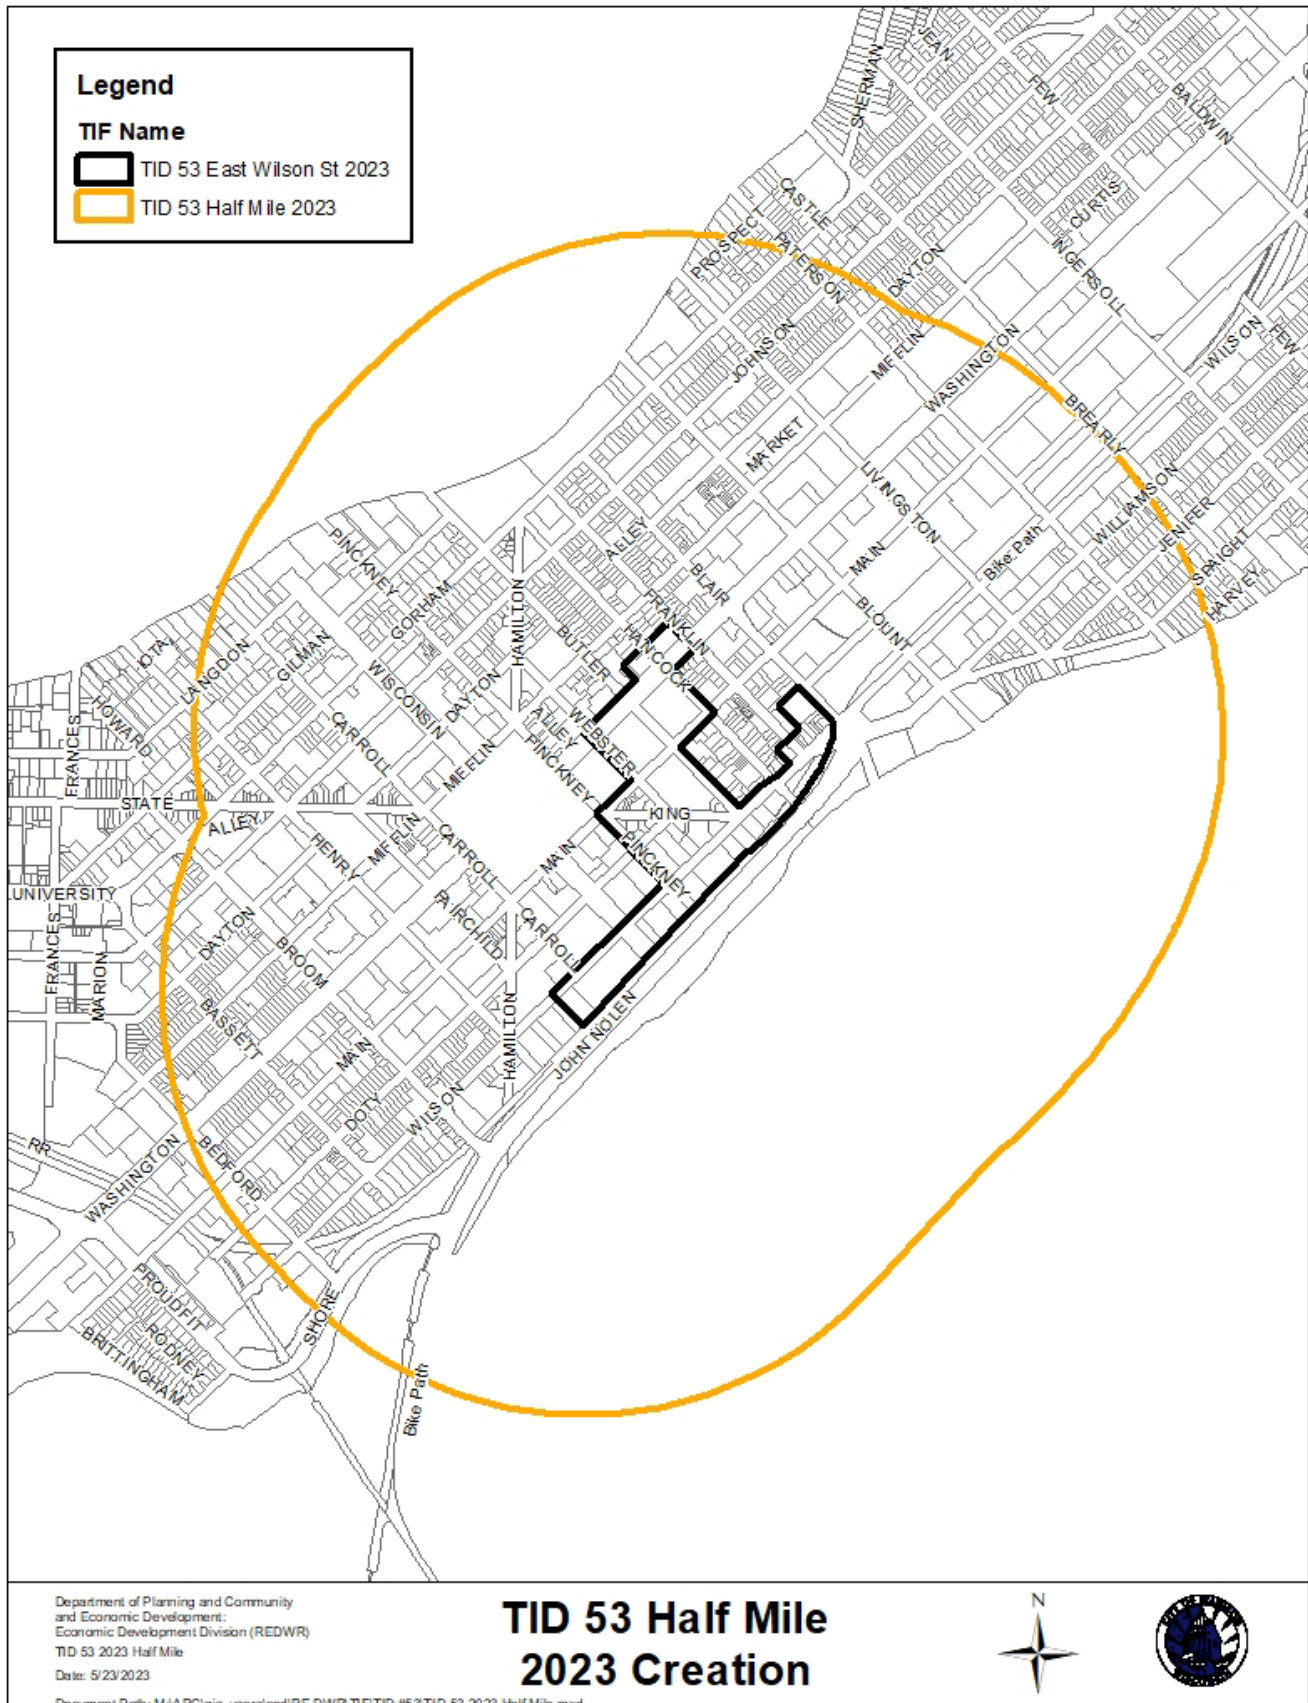 Legend
TIF Name
TID 53 East Wilson St 2023
TID 53 Half Mile 2023
JEAN
SHERMAN
FEW
BALDWIN
CASTLE
CURTIS
PROSPECT
PATERSON
DAYTON
INGERSOLL
JOHNSON
MIFFLIN
WASHINGTON
WILSON
FEW
BREARLY
MARKET
LIVINGSTON
WILLIAMSON
JENIFER
SPAIGHT
HARVEY
PINCKNEY
ALLEY
MAIN
Bike Path
BLAIR
GORHAM
HAMILTON
FRANKLIN
BLOUNT
HANCOCK
BUTLER
IOTA
LANGDON
GILMAN
WISCONSIN
DAYTON
HOWARD
FRANCES
CARROLL
ALLEY
WEBSTER
MIFFLIN
PINCKNEY
STATE
ALLEY
KING
HENRY
MIFFLIN
CARROLL
MAIN
PINCKNEY
UNIVERSITY
FAIRCHILD
CARROLL
FRANCES
DAYTON
BROOM
MARION
BASSETT
HAMILTON
JOHN NOLEN
MAIN
DOTY
WILSON
RR
WASHINGTON
BEDFORD
PROUDFIT
SHORE
RODNEY
BRITTINGHAM
Bike Path
Department of Planning and Community
and Economic Development:
Economic Development Division (REDWR)
TID 53 2023 Half Mile
Date: 5/23/2023
TID 53 Half Mile
2023 Creation
N